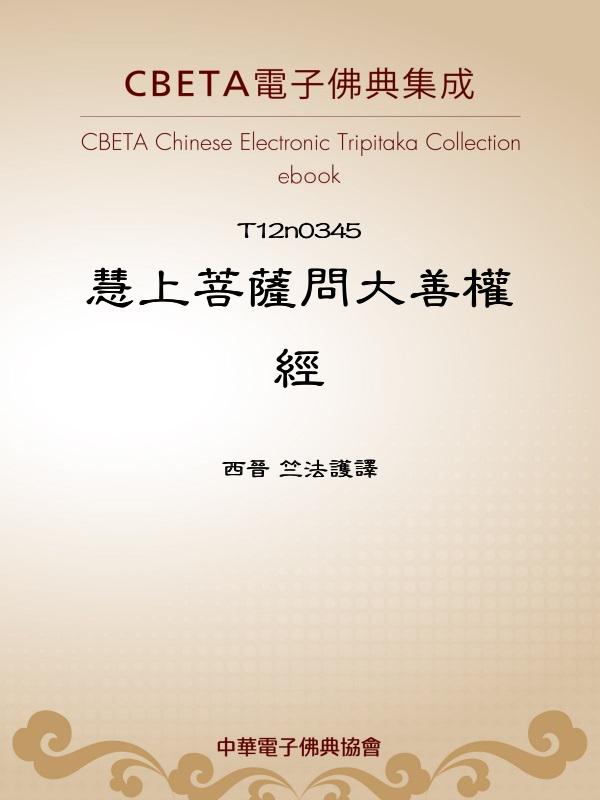 CBETA電子佛典集成
CBETA Chinese Electronic Tripitaka Collection
ebook
T12n0345
慧上菩薩問大善權
經
西晉 竺法護譯
中華電子佛典協會